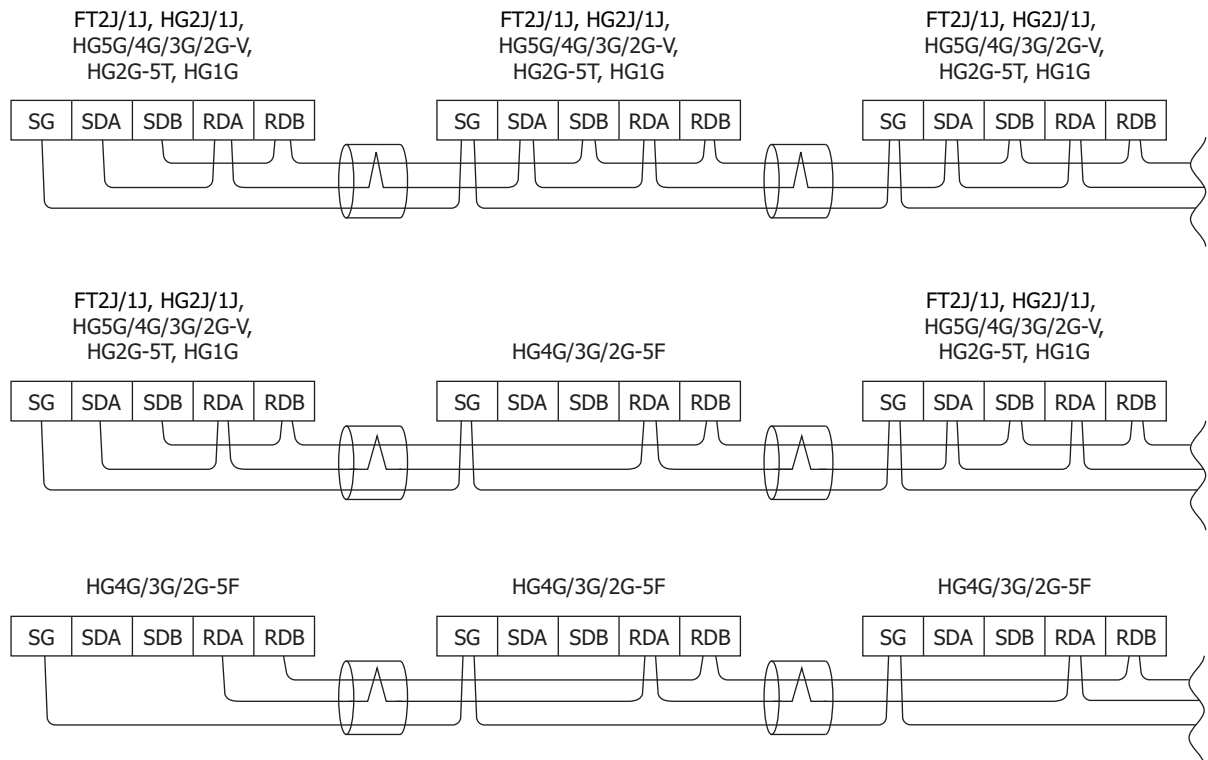 FT2J/1J, HG2J/1J,
HG5G/4G/3G/2G-V,
HG2G-5T, HG1G
FT2J/1J, HG2J/1J,
HG5G/4G/3G/2G-V,
HG2G-5T, HG1G
FT2J/1J, HG2J/1J,
HG5G/4G/3G/2G-V,
HG2G-5T, HG1G
SG SDA SDB RDA RDB
SG SDA SDB RDA RDB
SG SDA SDB RDA RDB
FT2J/1J, HG2J/1J,
HG5G/4G/3G/2G-V,
HG2G-5T, HG1G
HG4G/3G/2G-5F
FT2J/1J, HG2J/1J,
HG5G/4G/3G/2G-V,
HG2G-5T, HG1G
SG SDA SDB RDA RDB
SG SDA SDB RDA RDB
SG SDA SDB RDA RDB
HG4G/3G/2G-5F
HG4G/3G/2G-5F
HG4G/3G/2G-5F
SG SDA SDB RDA RDB
SG SDA SDB RDA RDB
SG SDA SDB RDA RDB